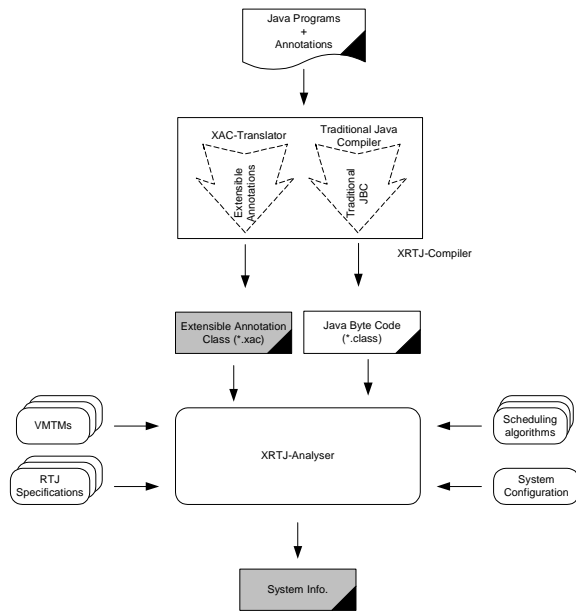 Java Programs
+
Annotations
XAC-Translator
Traditional Java
Compiler
Extensible
Annotations
Traditional
JBC
XRTJ-Compiler
Extensible Annotation
Class (*.xac)
Java Byte Code
(*.class)
VMTMs
Scheduling
algorithms
XRTJ-Analyser
RTJ
Specifications
System
Configuration
System Info.